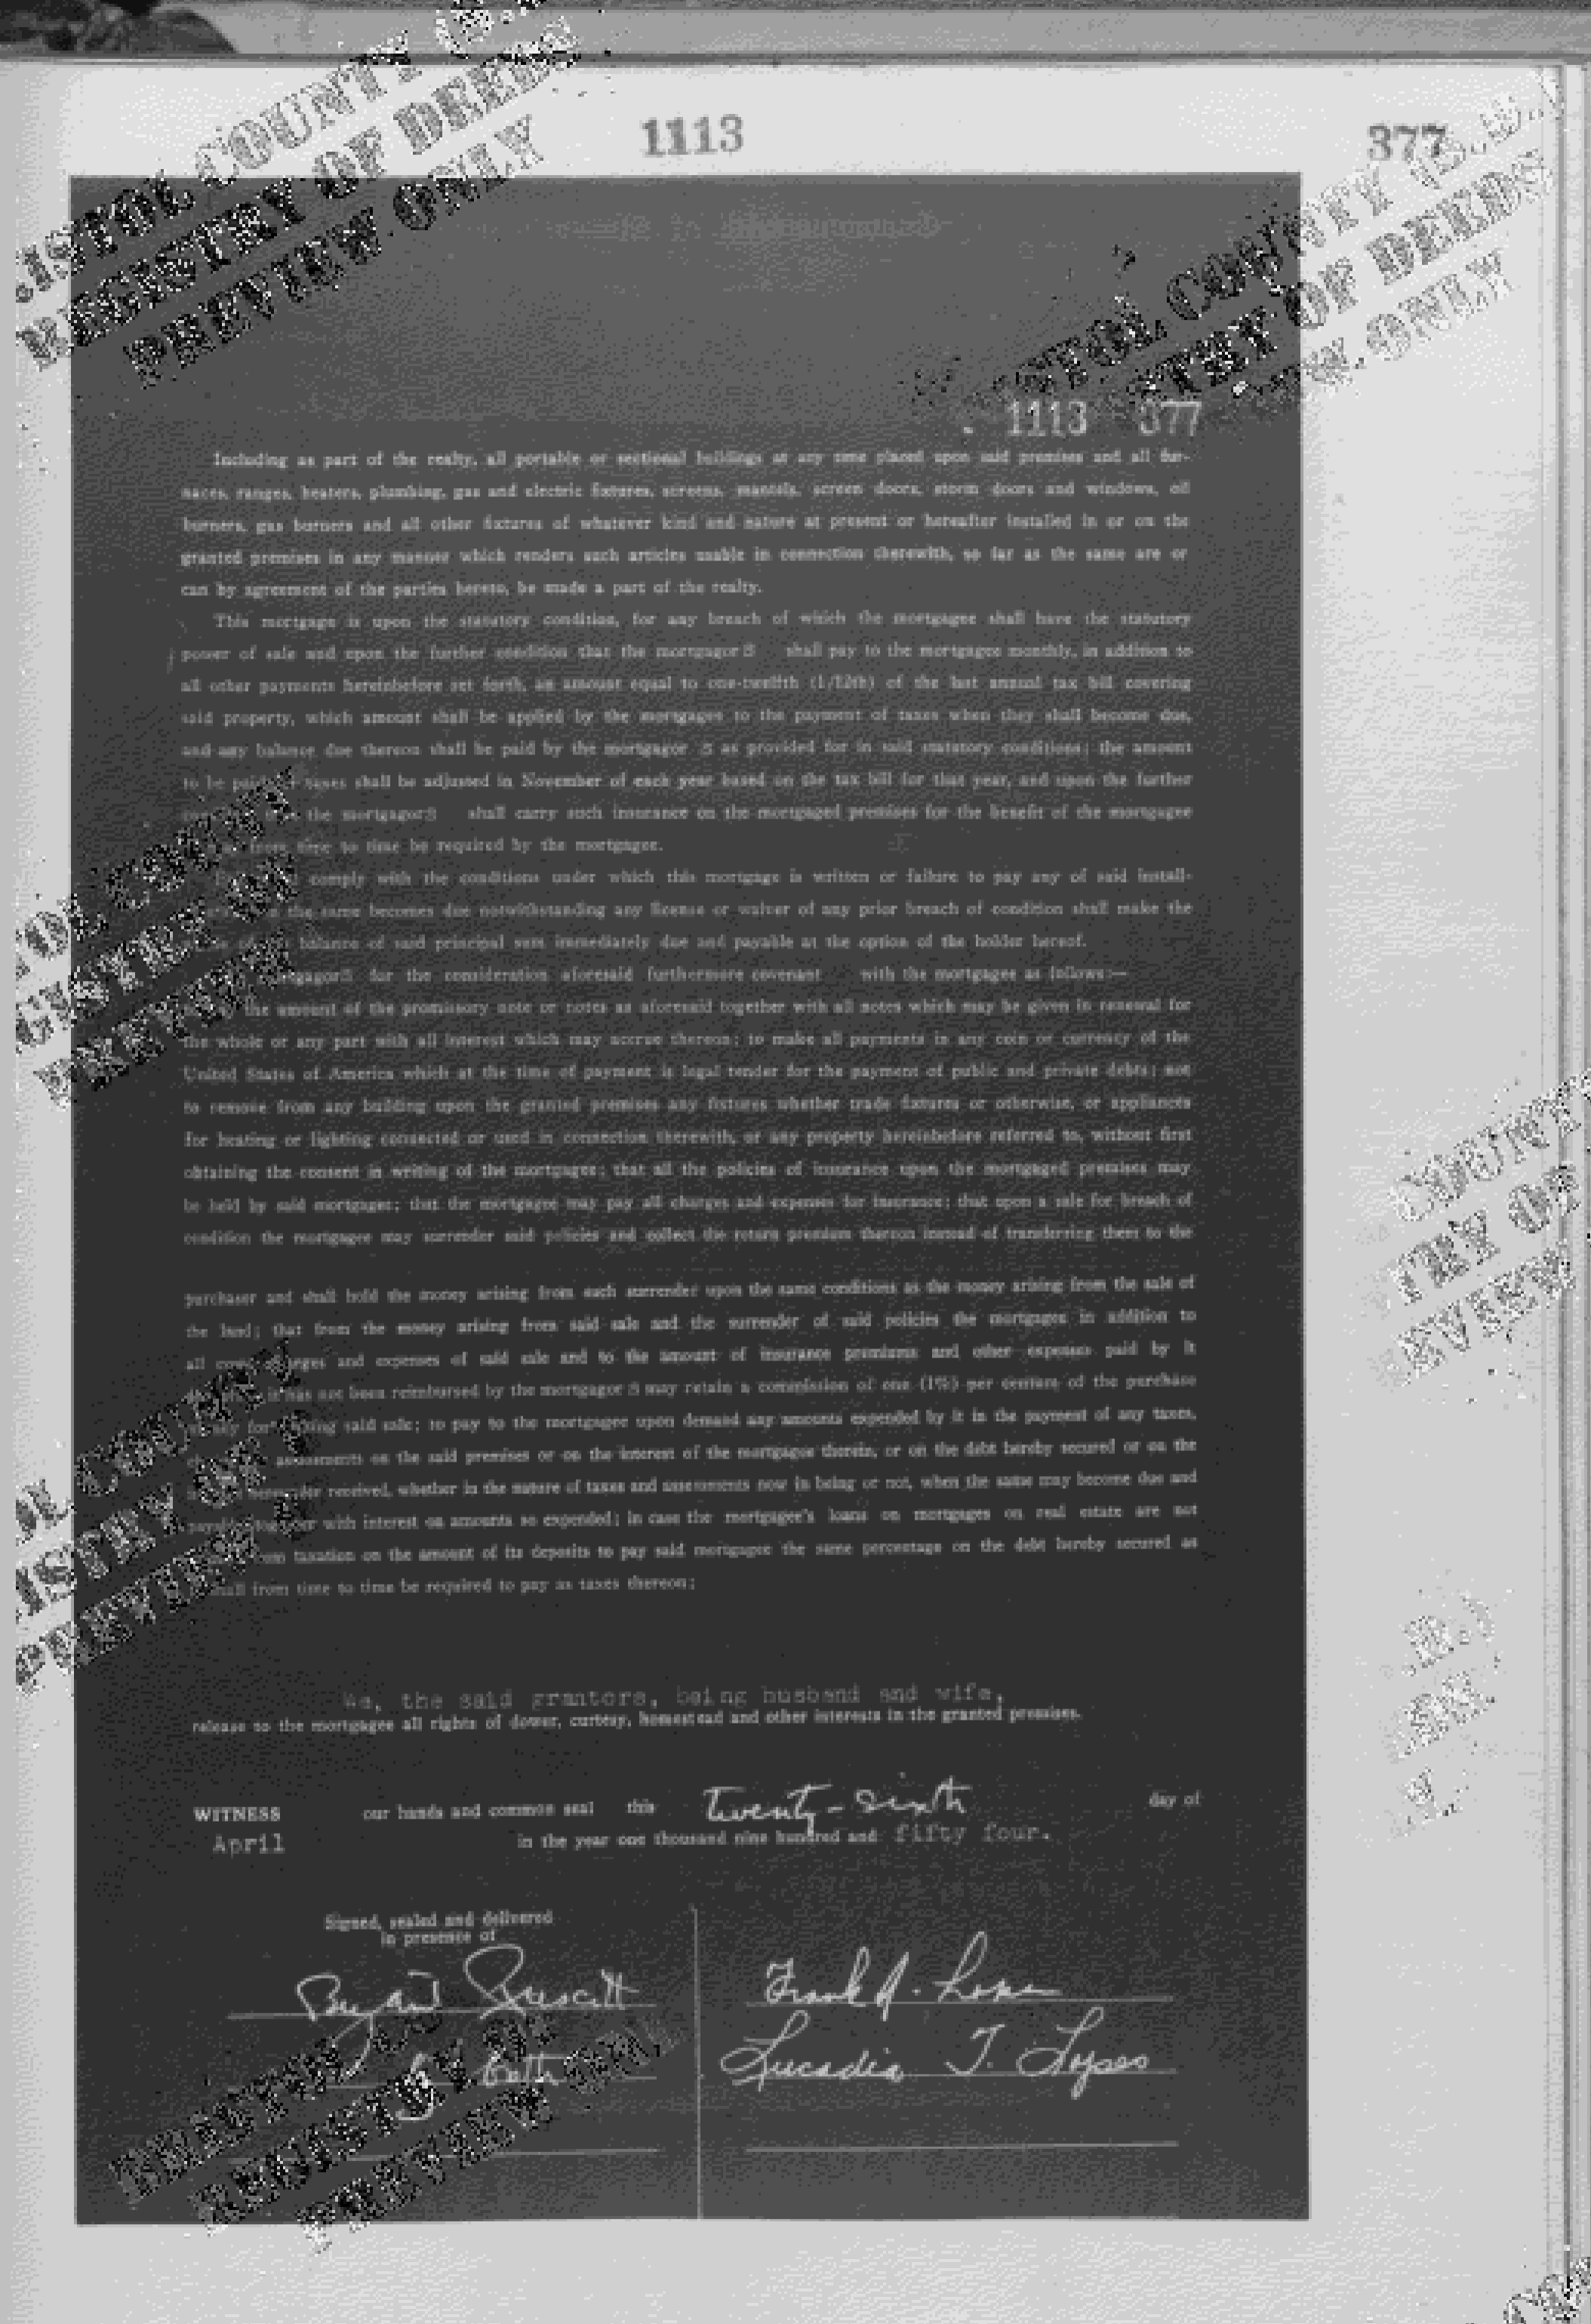 BRISTOL COUNTY (S.D.)
REGISTRY OF DEEDS
PREVIEW ONLY
1113
377
1113 377
Including as part of the realty, all portable or sectional buildings at any time placed upon said premises and all fur-
naces, ranges, heaters, plumbing, gas and electric fixtures, screens, mantels, screen doors, storm doors and windows, oil
burners, gas burners and all other fixtures of whatever kind and nature at present or hereafter installed in or on the
granted premises in any manner which renders such articles usable in connection therewith, so far as the same are or
can by agreement of the parties hereto, be made a part of the realty.
This mortgage is upon the statutory condition, for any breach of which the mortgagee shall have the statutory
power of sale and upon the further condition that the mortgagor s shall pay to the mortgagee monthly, in addition to
all other payments hereinbefore set forth, an amount equal to one-twelfth (1/12th) of the last annual tax bill covering
said property, which amount shall be applied by the mortgagee to the payment of taxes when they shall become due,
and any balance due thereon shall be paid by the mortgagor s as provided for in said statutory conditions; the amount
to be paid taxes shall be adjusted in November of each year based on the tax bill for that year, and upon the further
the mortgagor s shall carry such insurance on the mortgaged premises for the benefit of the mortgagee
from time to time be required by the mortgagee.
comply with the conditions under which this mortgage is written or failure to pay any of said install-
the same becomes due notwithstanding any license or waiver of any prior breach of condition shall make the
balance of said principal sum immediately due and payable at the option of the holder hereof.
for the consideration aforesaid furthermore covenant with the mortgagee as follows:—
the amount of the promissory note or notes as aforesaid together with all notes which may be given in renewal for
the whole or any part with all interest which may accrue thereon; to make all payments in any coin or currency of the
United States of America which at the time of payment is legal tender for the payment of public and private debts; not
to remove from any building upon the granted premises any fixtures whether trade fixtures or otherwise, or appliances
for heating or lighting connected or used in connection therewith, or any property hereinbefore referred to, without first
obtaining the consent in writing of the mortgagee; that all the policies of insurance upon the mortgaged premises may
be held by said mortgagee; that the mortgagee may pay all charges and expenses for insurance; that upon a sale for breach of
condition the mortgagee may surrender said policies and collect the return premium thereon instead of transferring them to the
purchaser and shall hold the money arising from such surrender upon the same conditions as the money arising from the sale of
the land; that from the money arising from said sale and the surrender of said policies the mortgagee in addition to
all charges and expenses of said sale and to the amount of insurance premiums and other expenses paid by it
it has not been reimbursed by the mortgagor s may retain a commission of one (1%) per centum of the purchase
said sale; to pay to the mortgagee upon demand any amounts expended by it in the payment of any taxes,
assessments on the said premises or on the interest of the mortgagee therein, or on the debt hereby secured or on the
received, whether in the nature of taxes and assessments now in being or not, when the same may become due and
with interest on amounts so expended; in case the mortgagee's loans on mortgages on real estate are not
from taxation on the amount of its deposits to pay said mortgagee the same percentage on the debt hereby secured as
shall from time to time be required to pay as taxes thereon;
We, the said grantors, being husband and wife,
release to the mortgagee all rights of dower, curtesy, homestead and other interests in the granted premises.
WITNESS our hands and common seal this twenty-sixth day of
April in the year one thousand nine hundred and fifty four.
Signed, sealed and delivered
in presence of
Frank A. Lopes
to both
Lucadia T. Lopes